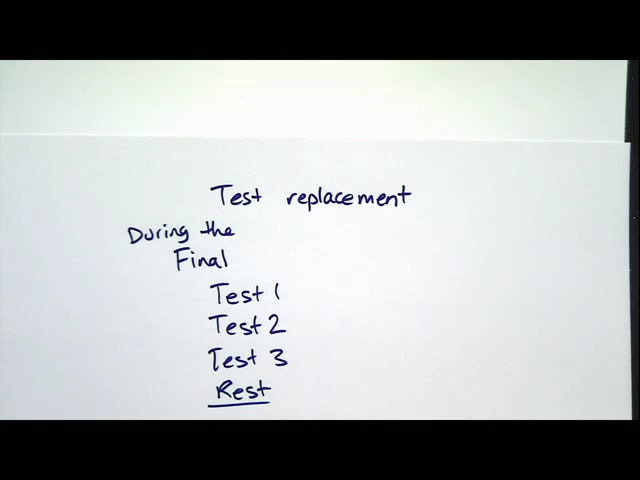 Test replacement
During the
Final
Test 1
Test 2
Test 3
Rest